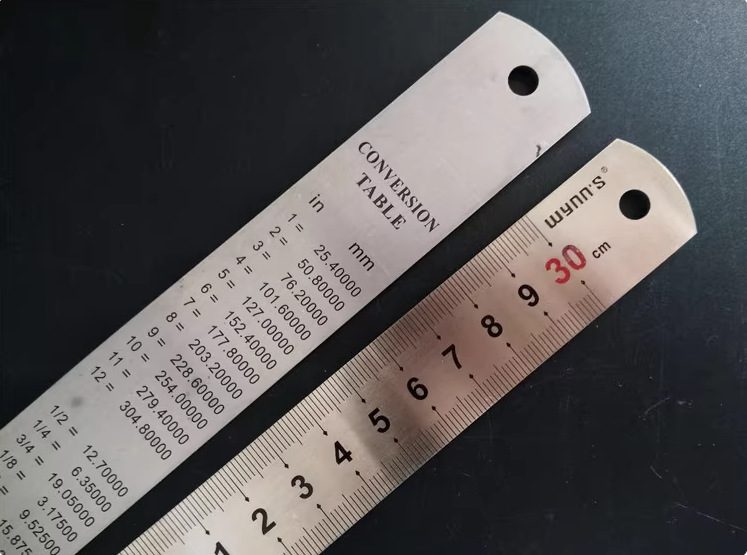 CONVERSION
TABLE
in mm
1 = 25.40000
2 = 50.80000
3 = 76.20000
4 = 101.60000
5 = 127.00000
6 = 152.40000
7 = 177.80000
8 = 203.20000
9 = 228.60000
10 = 254.00000
11 = 279.40000
12 = 304.80000
1/2 = 12.70000
1/4 = 6.35000
3/4 = 19.05000
1/8 = 3.17500
= 9.52500
15.875
wynn's®
30 cm
9
8
7
6
5
4
3
2
1